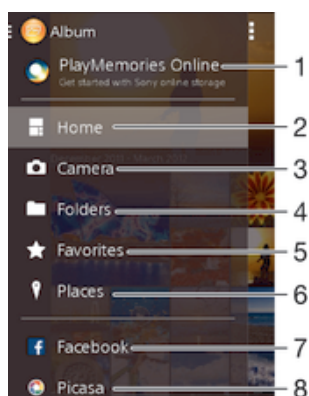 Album
PlayMemories Online 1
Get started with Sony online storage
Home 2
Camera 3
Folders 4
Favorites 5
Places 6
Facebook 7
Picasa 8